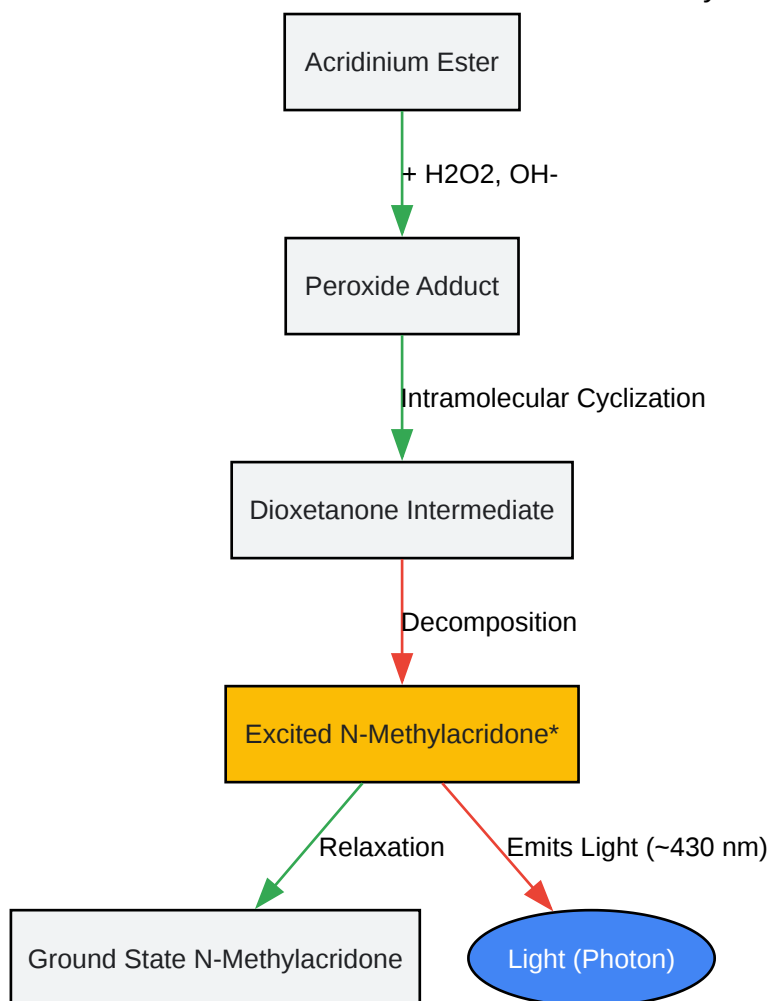 Acridinium Ester
+ H2O2, OH-
Peroxide Adduct
Intramolecular Cyclization
Dioxetanone Intermediate
Decomposition
Excited N-Methylacridone*
Relaxation
Emits Light (~430 nm)
Ground State N-Methylacridone
Light (Photon)